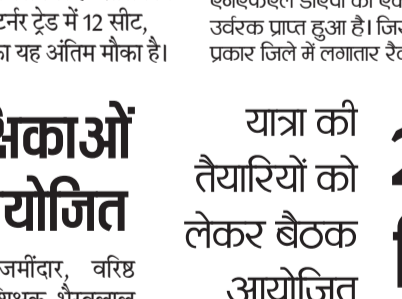 टर्नर ट्रेड में 12 सीट,
का यह अंतिम मौका है।
क्षिकाओं
योजित
जमींदार, वरिष्ठ
उर्वरक प्राप्त हुआ है।
प्रकार जिले में लगातार
यात्रा की
तैयारियों को
लेकर बैठक
आयोजित